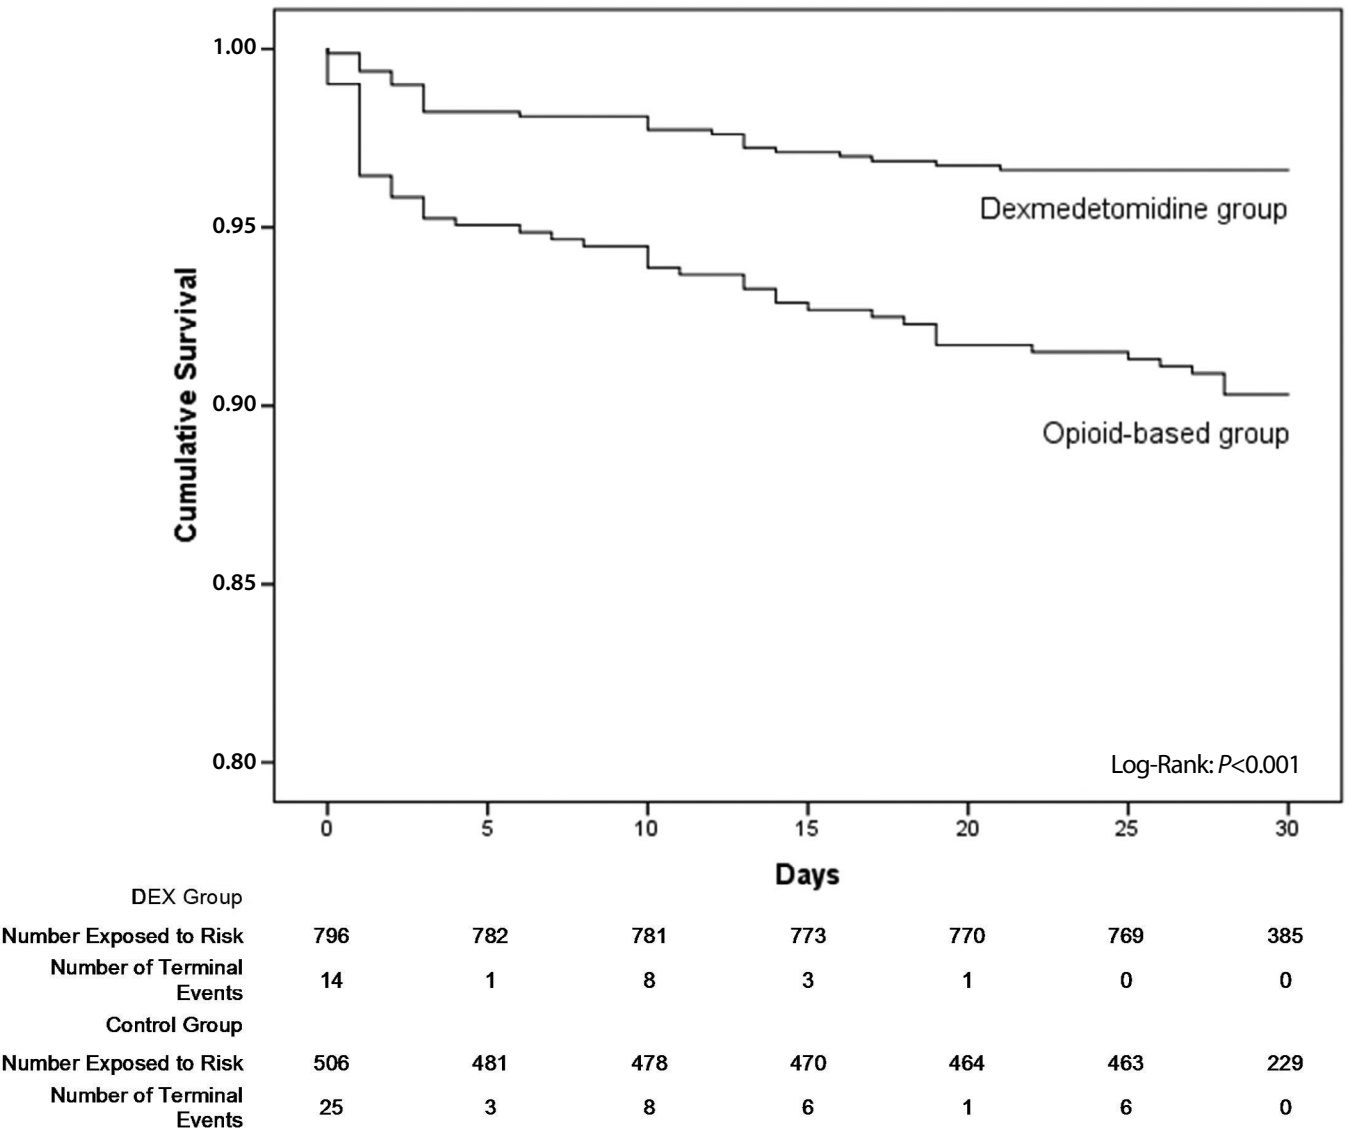 1.00
0.95
0.90
0.85
0.80
Cumulative Survival
Dexmedetomidine group
Opioid-based group
Log-Rank: P<0.001
0 5 10 15 20 25 30
Days
DEX Group
Number Exposed to Risk 796 782 781 773 770 769 385
Number of Terminal
Events 14 1 8 3 1 0 0
Control Group
Number Exposed to Risk 506 481 478 470 464 463 229
Number of Terminal
Events 25 3 8 6 1 6 0